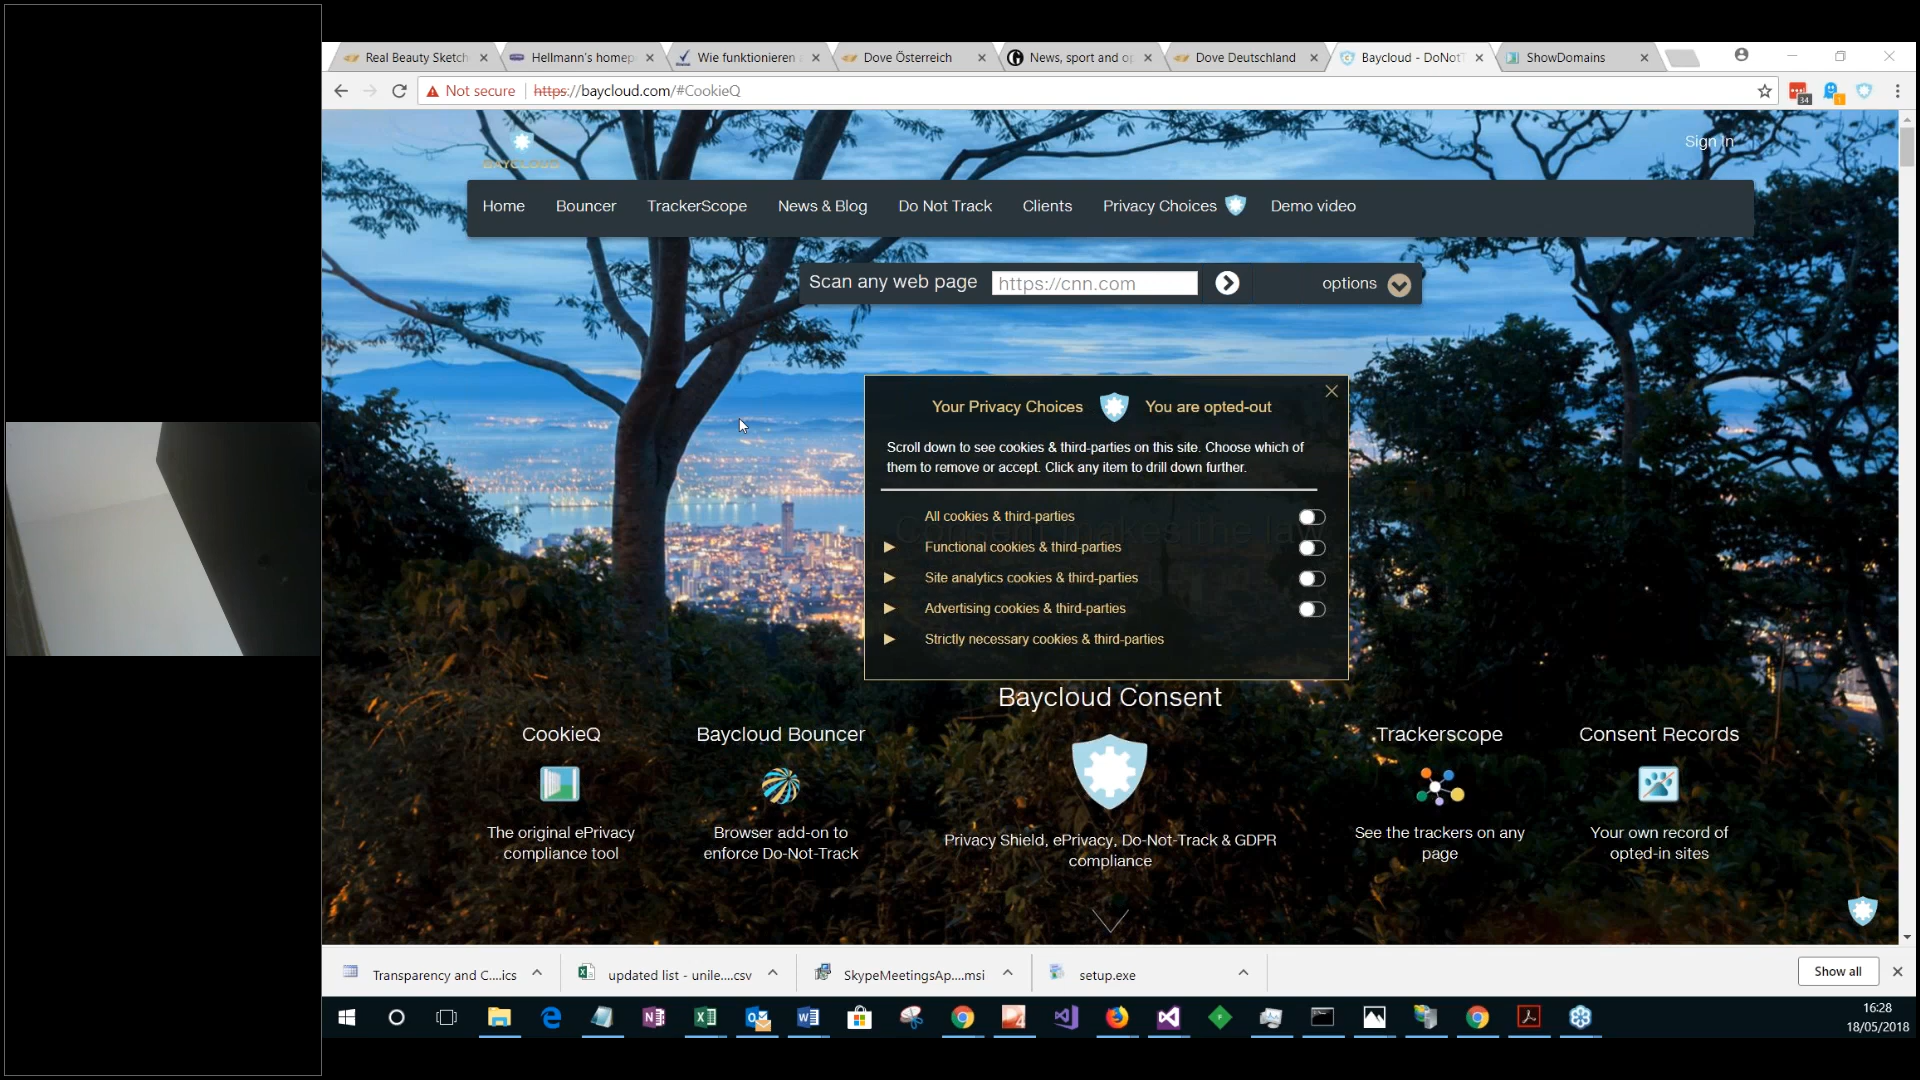 Real Beauty Sketch
Hellmann's homep
Wie funktionieren
Dove Österreich
News, sport and op
Dove Deutschland
Baycloud - DoNotT
ShowDomains
Not secure
https://baycloud.com/#CookieQ
34
1
BAYCLOUD
Sign In
Home
Bouncer
TrackerScope
News & Blog
Do Not Track
Clients
Privacy Choices
Demo video
Scan any web page
https://cnn.com
options
Your Privacy Choices
You are opted-out
Scroll down to see cookies & third-parties on this site. Choose which of
them to remove or accept. Click any item to drill down further.
All cookies & third-parties
Functional cookies & third-parties
Site analytics cookies & third-parties
Advertising cookies & third-parties
Strictly necessary cookies & third-parties
Baycloud Consent
CookieQ
Baycloud Bouncer
Trackerscope
Consent Records
The original ePrivacy
compliance tool
Browser add-on to
enforce Do-Not-Track
Privacy Shield, ePrivacy, Do-Not-Track & GDPR
compliance
See the trackers on any
page
Your own record of
opted-in sites
Transparency and C....ics
updated list - unile....csv
SkypeMeetingsAp....msi
setup.exe
Show all
16:28
18/05/2018